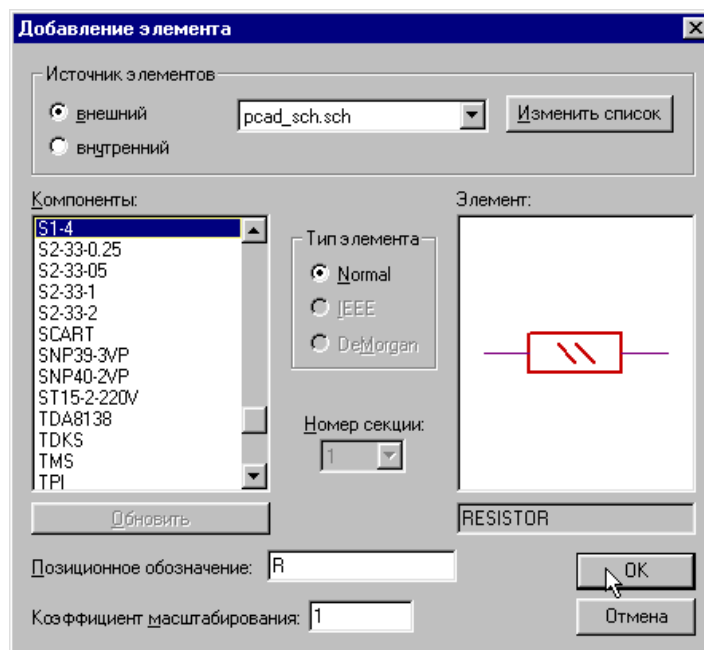 Добавление элемента
Источник элементов
внешний
pcad_sch.sch
Изменить список
внутренний
Компоненты:
Элемент:
S1-4
S2-33-0.25
S2-33-05
S2-33-1
S2-33-2
SCART
SNP39-3VP
SNP40-2VP
ST15-2-220V
TDA8138
TDKS
TMS
TPI
Тип элемента
Normal
IEEE
DeMorgan
Номер секции:
1
Обновить
RESISTOR
Позиционное обозначение:
R
OK
Коэффициент масштабирования:
1
Отмена